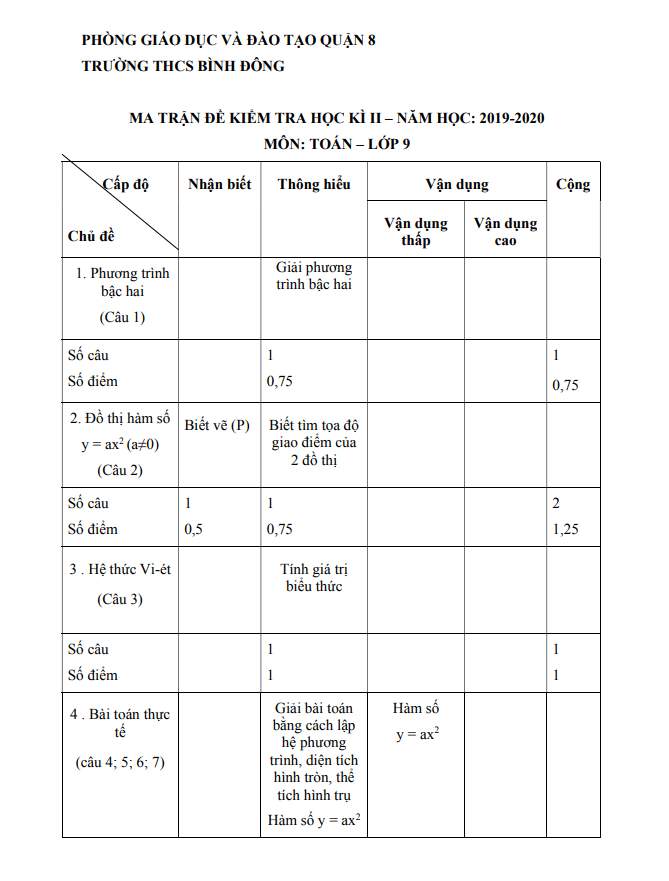 PHÒNG GIÁO DỤC VÀ ĐÀO TẠO QUẬN 8
TRƯỜNG THCS BÌNH ĐÔNG
MA TRẬN ĐỀ KIỂM TRA HỌC KÌ II – NĂM HỌC: 2019-2020
MÔN: TOÁN – LỚP 9
Cấp độ
Chủ đề
Nhận biết
Thông hiểu
Vận dụng
Cộng
Vận dụng
thấp
Vận dụng
cao
1. Phương trình
bậc hai
(Câu 1)
Giải phương
trình bậc hai
Số câu
Số điểm
1
0,75
1
0,75
2. Đồ thị hàm số
y = ax² (a≠0)
(Câu 2)
Biết vẽ (P)
Biết tìm tọa độ
giao điểm của
2 đồ thị
Số câu
Số điểm
1
0,5
1
0,75
2
1,25
3 . Hệ thức Vi-ét
(Câu 3)
Tính giá trị
biểu thức
Số câu
Số điểm
1
1
1
1
4 . Bài toán thực
tế
(câu 4; 5; 6; 7)
Giải bài toán
bằng cách lập
hệ phương
trình, diện tích
hình tròn, thể
tích hình trụ
Hàm số y = ax²
Hàm số
y = ax²